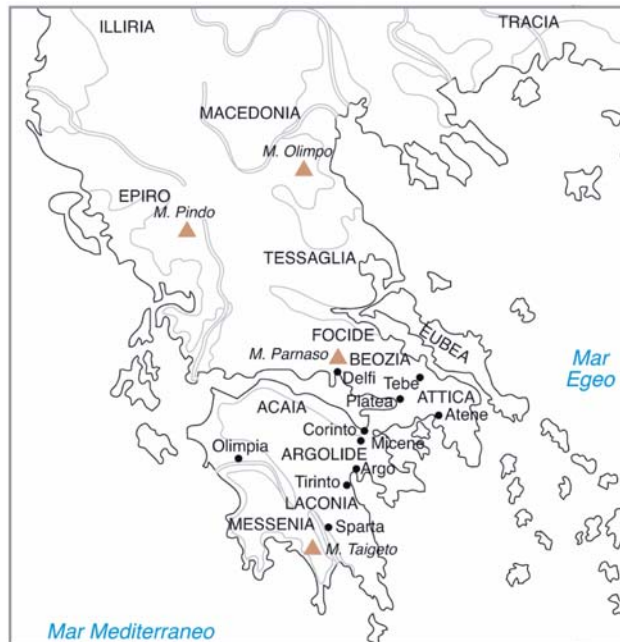 ILLIRIA
TRACIA
MACEDONIA
M. Olimpo
EPIRO
M. Pindo
TESSAGLIA
FOCIDE
EUBEA
M. Parnaso
BEOZIA
Mar
Egeo
Delfi
Tebe
Platea
ATTICA
ACAIA
Atene
Corinto
Micene
Olimpia
ARGOLIDE
Argo
Tirinto
LACONIA
MESSENIA
Sparta
M. Taigeto
Mar Mediterraneo